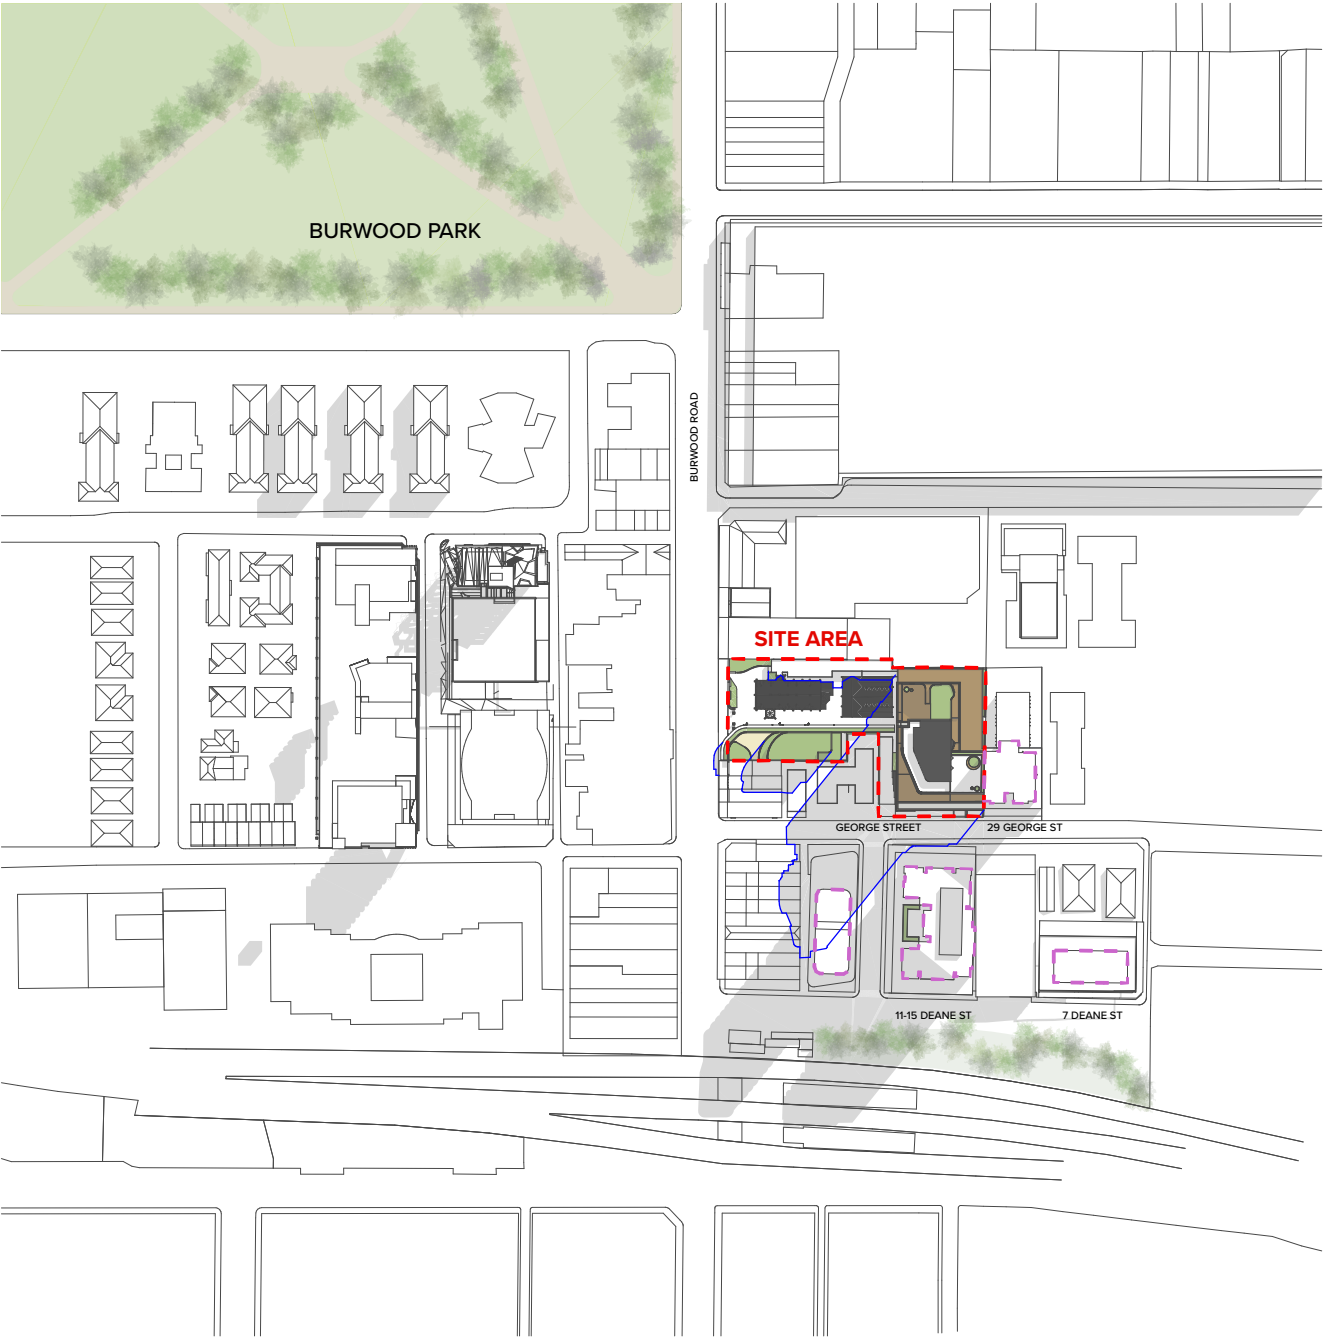 BURWOOD PARK
BURWOOD ROAD
SITE AREA
GEORGE STREET
29 GEORGE ST
11-15 DEANE ST
7 DEANE ST